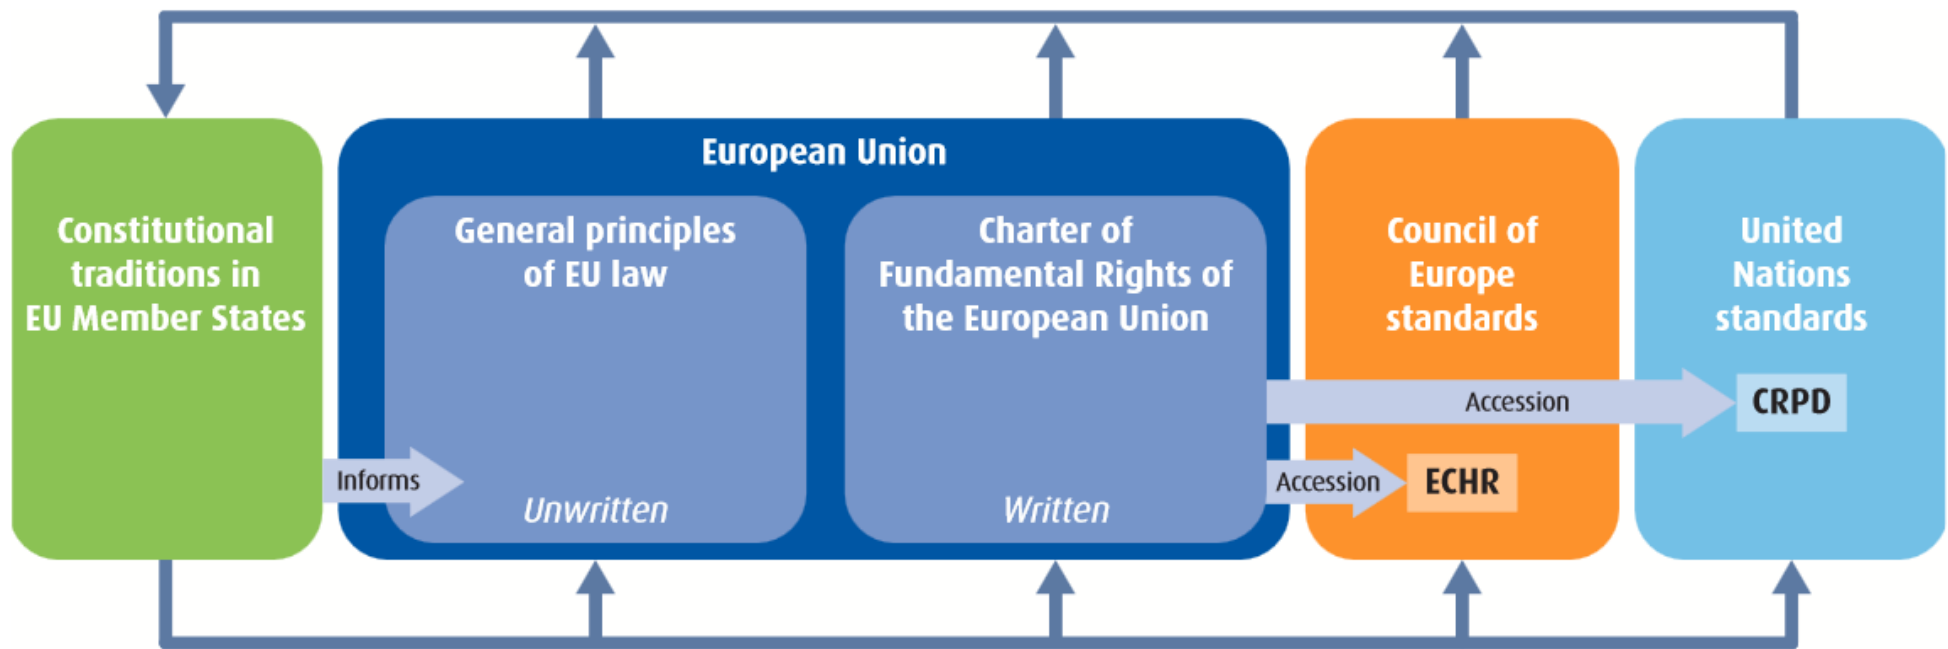 European Union
Constitutional
traditions in
EU Member States
General principles
of EU law
Charter of
Fundamental Rights of
the European Union
Council of
Europe
standards
United
Nations
standards
Accession
CRPD
Informs
Accession
ECHR
Unwritten
Written